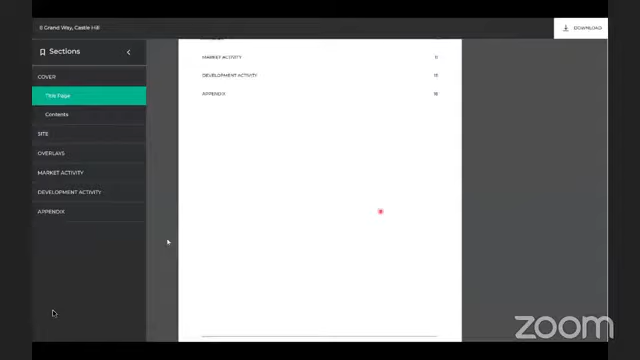 8 Grand Way, Castle Hill
DOWNLOAD
Sections
COVER
Title Page
Contents
SITE
OVERLAYS
MARKET ACTIVITY
DEVELOPMENT ACTIVITY
APPENDIX
MARKET ACTIVITY
DEVELOPMENT ACTIVITY
APPENDIX
zoom